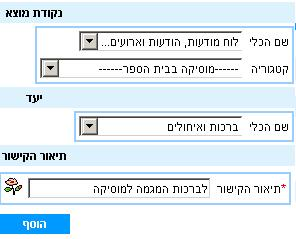 נקודת מוצא
שם הכלי לוח מודעות, הודעות וארועים...
קטגוריה ------מוסיקה בבית הספר------
יעד
שם הכלי ברכות ואיחולים
תיאור הקישור
*תיאור הקישור לברכות המגמה למוסיקה
הוסף